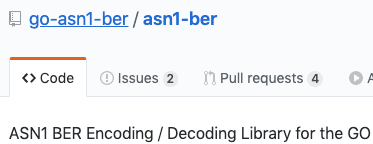 go-asn1-ber / asn1-ber
Code Issues 2 Pull requests 4
ASN1 BER Encoding / Decoding Library for the GO